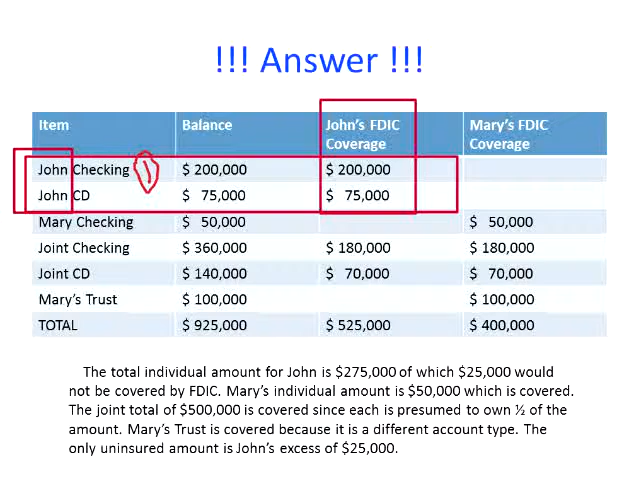 !!! Answer !!!
Item Balance John's FDIC Coverage Mary's FDIC Coverage
John Checking $ 200,000 $ 200,000
John CD $ 75,000 $ 75,000
Mary Checking $ 50,000 $ 50,000
Joint Checking $ 360,000 $ 180,000 $ 180,000
Joint CD $ 140,000 $ 70,000 $ 70,000
Mary's Trust $ 100,000 $ 100,000
TOTAL $ 925,000 $ 525,000 $ 400,000
The total individual amount for John is $275,000 of which $25,000 would
not be covered by FDIC. Mary's individual amount is $50,000 which is covered.
The joint total of $500,000 is covered since each is presumed to own ½ of the
amount. Mary's Trust is covered because it is a different account type. The
only uninsured amount is John's excess of $25,000.